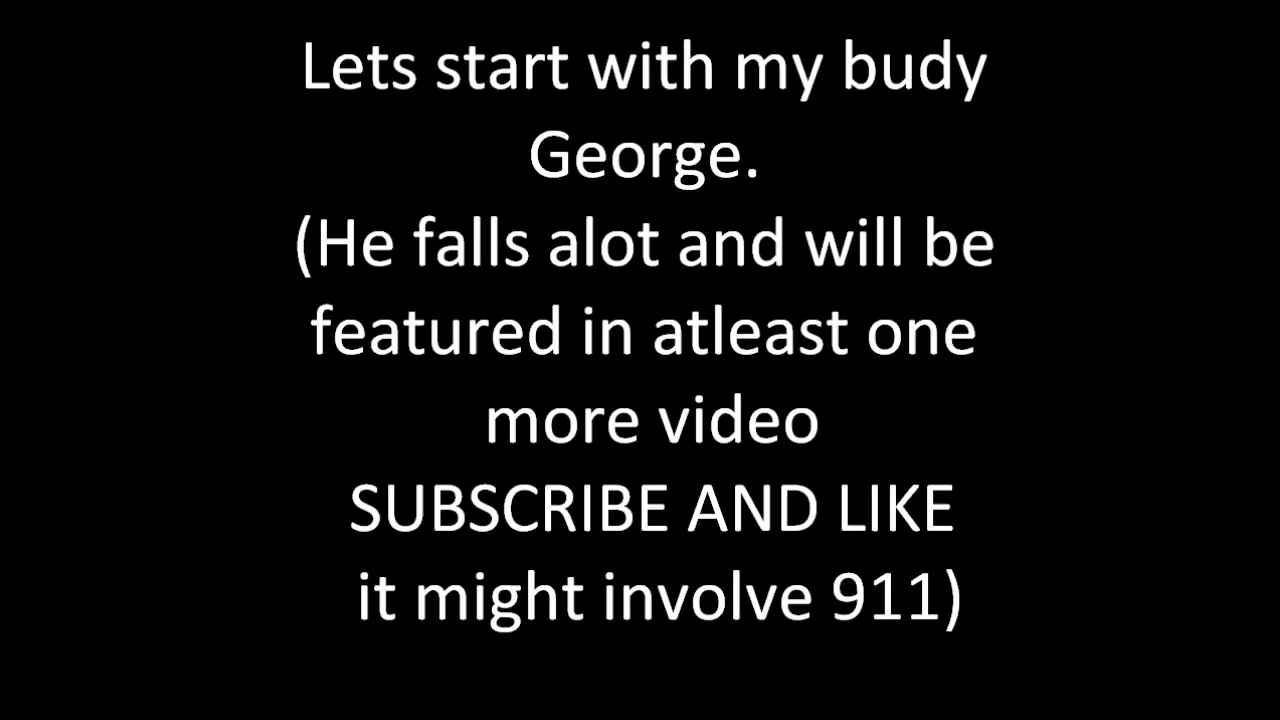 Lets start with my budy
George.
(He falls alot and will be
featured in atleast one
more video
SUBSCRIBE AND LIKE
it might involve 911)